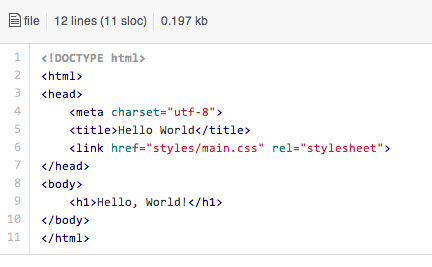 file 12 lines (11 sloc) 0.197 kb
1 <!DOCTYPE html>
2 <html>
3 <head>
4     <meta charset="utf-8">
5     <title>Hello World</title>
6     <link href="styles/main.css" rel="stylesheet">
7 </head>
8 <body>
9     <h1>Hello, World!</h1>
10 </body>
11 </html>